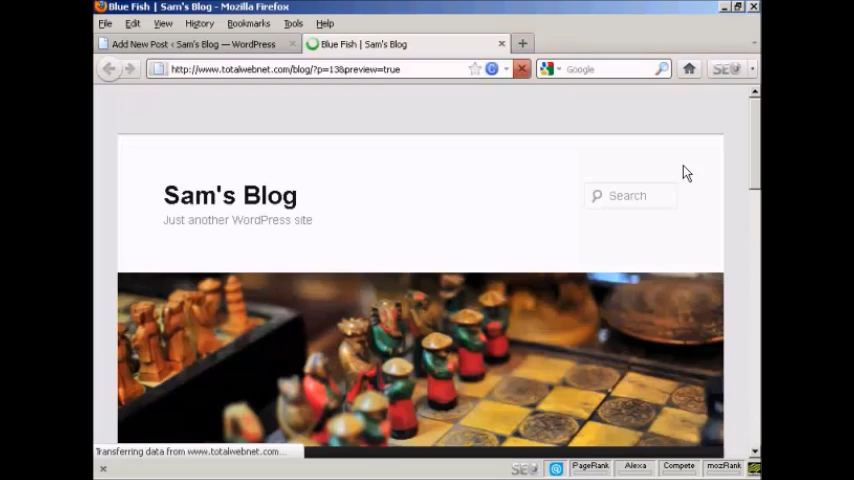 Blue Fish | Sam's Blog - Mozilla Firefox
File Edit View History Bookmarks Tools Help
Add New Post ‹ Sam's Blog — WordPress × Blue Fish | Sam's Blog × +
http://www.totalwebnet.com/blog/?p=13&preview=true Google SEO
Sam's Blog
Just another WordPress site
Search
Transferring data from www.totalwebnet.com...
SEO PageRank Alexa Compete mozRank